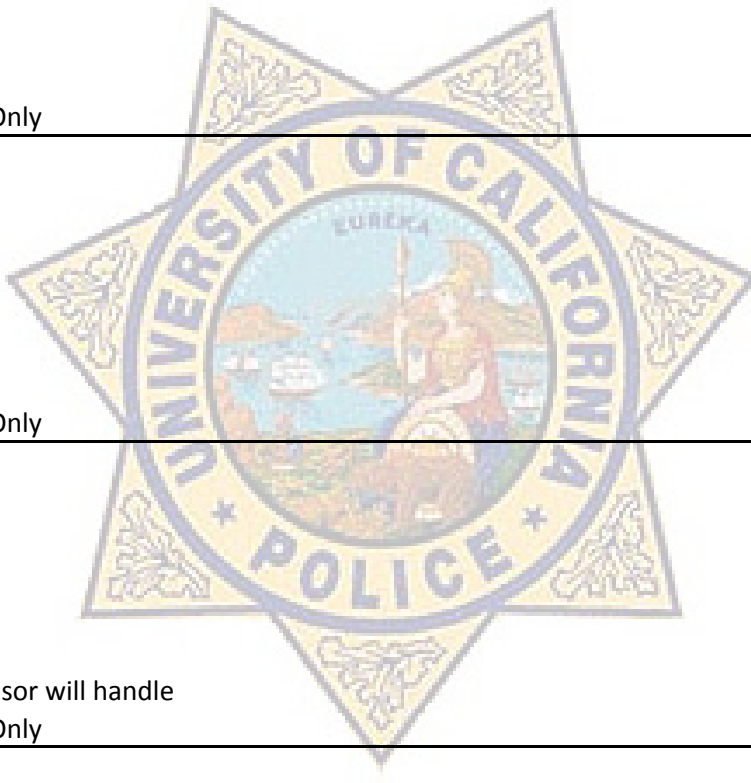 Only
UNIVERSITY OF CALIFORNIA
EUREKA
Only
POLICE
sor will handle
Only